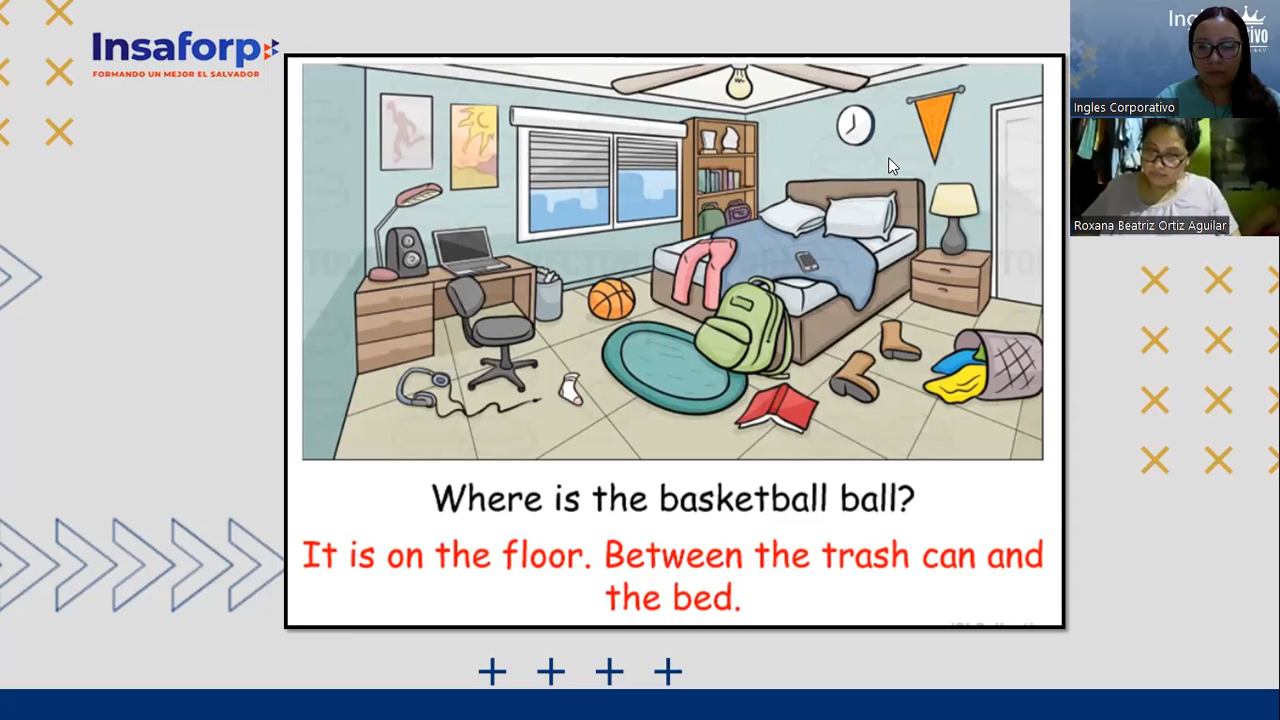 Insaforp
FORMANDO UN MEJOR EL SALVADOR
Where is the basketball ball?
It is on the floor. Between the trash can and
the bed.
Ingles Corporativo
Roxana Beatriz Ortiz Aguilar